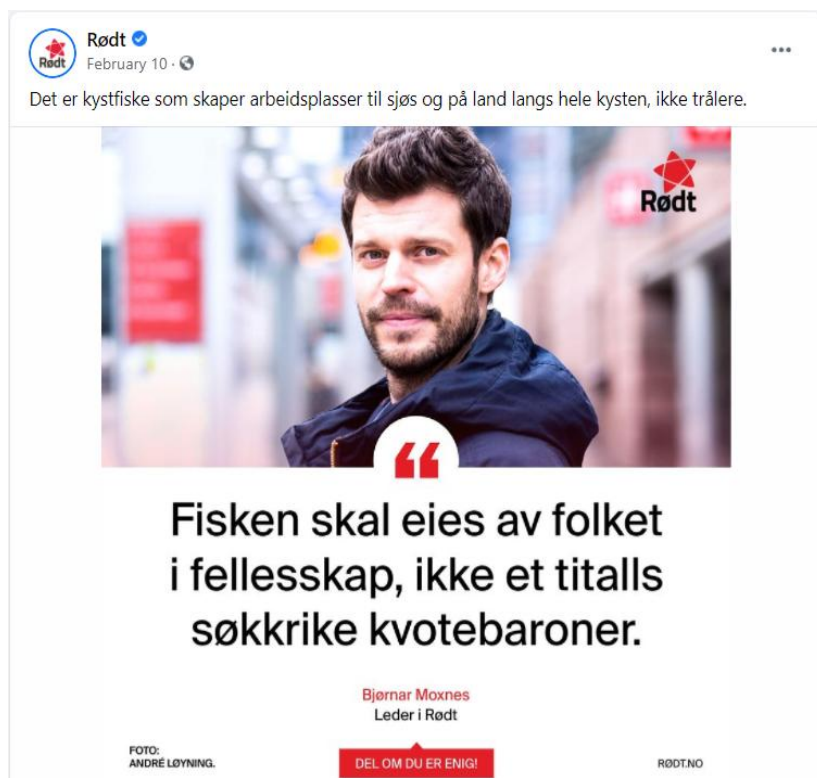 Rødt
February 10
Det er kystfiske som skaper arbeidsplasser til sjøs og på land langs hele kysten, ikke trålere.
Rødt
Rødt
“
Fisken skal eies av folket
i fellesskap, ikke et titalls
søkkrike kvotebaroner.
Bjørnar Moxnes
Leder i Rødt
FOTO:
ANDRÉ LØYNING.
DEL OM DU ER ENIG!
RØDT.NO